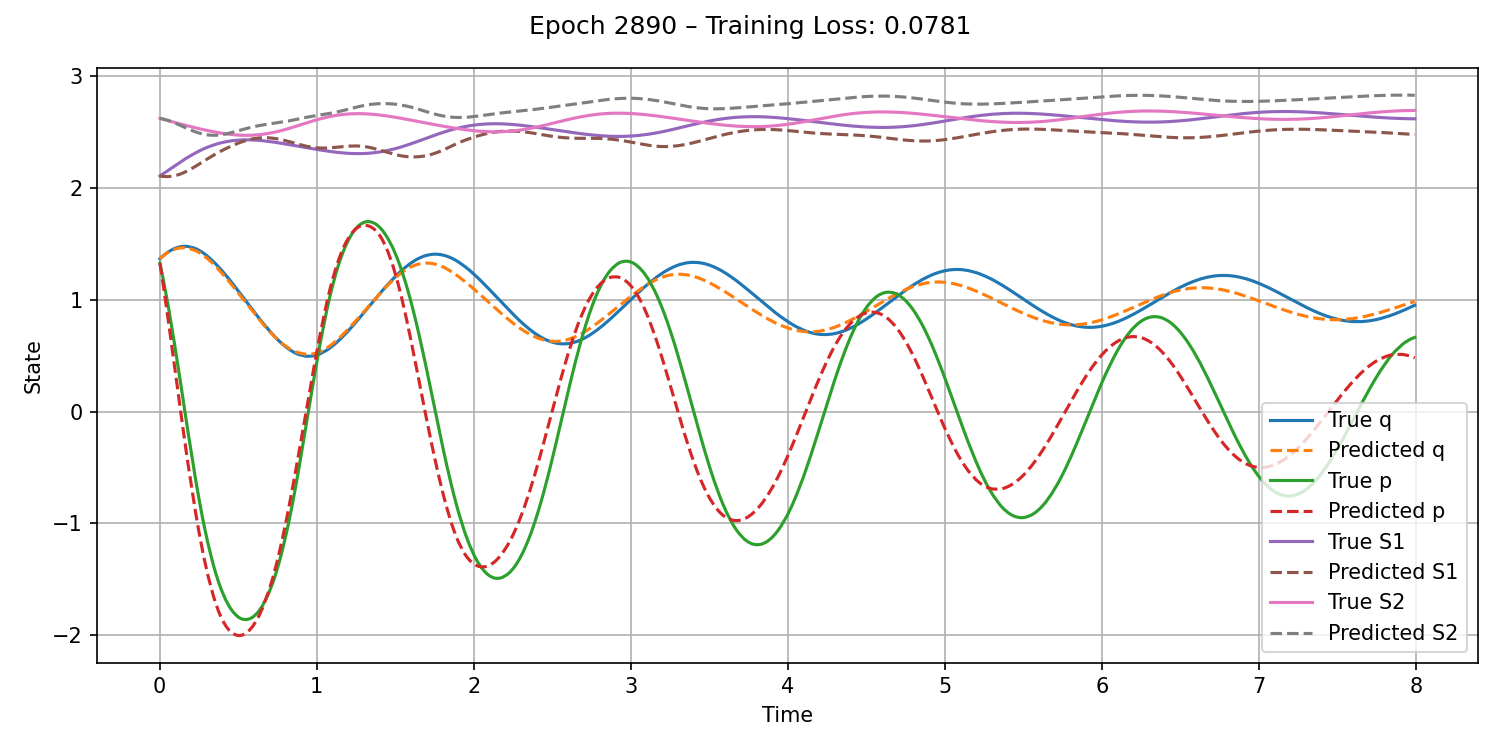 Epoch 2890 – Training Loss: 0.0781
3
2
1
0
−1
−2
State
0 1 2 3 4 5 6 7 8
Time
True q
Predicted q
True p
Predicted p
True S1
Predicted S1
True S2
Predicted S2